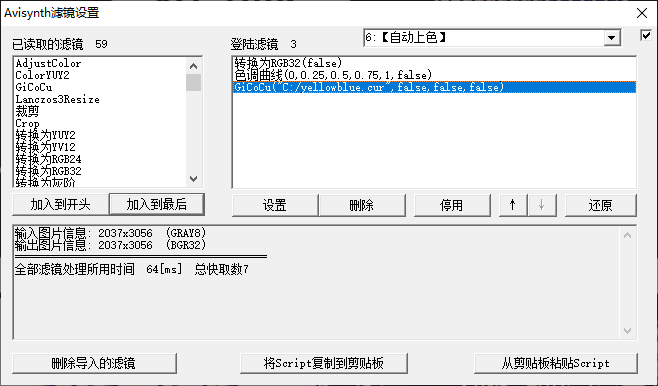 Avisynth滤镜设置
已读取的滤镜 59
登陆滤镜 3
6:【自动上色】
AdjustColor
ColorYUY2
GiCoCu
Lanczos3Resize
裁剪
Crop
转换为YUY2
转换为YV12
转换为RGB24
转换为RGB32
转换为灰阶
转换为RGB32(false)
色调曲线(0,0.25,0.5,0.75,1,false)
GiCoCu("C:/yellowblue.cur",false,false,false)
加入到开头
加入到最后
设置
删除
停用
↑
↓
还原
输入图片信息: 2037x3056 (GRAY8)
输出图片信息: 2037x3056 (BGR32)
全部滤镜处理所用时间 64[ms] 总快取数7
删除导入的滤镜
将Script复制到剪贴板
从剪贴板粘贴Script